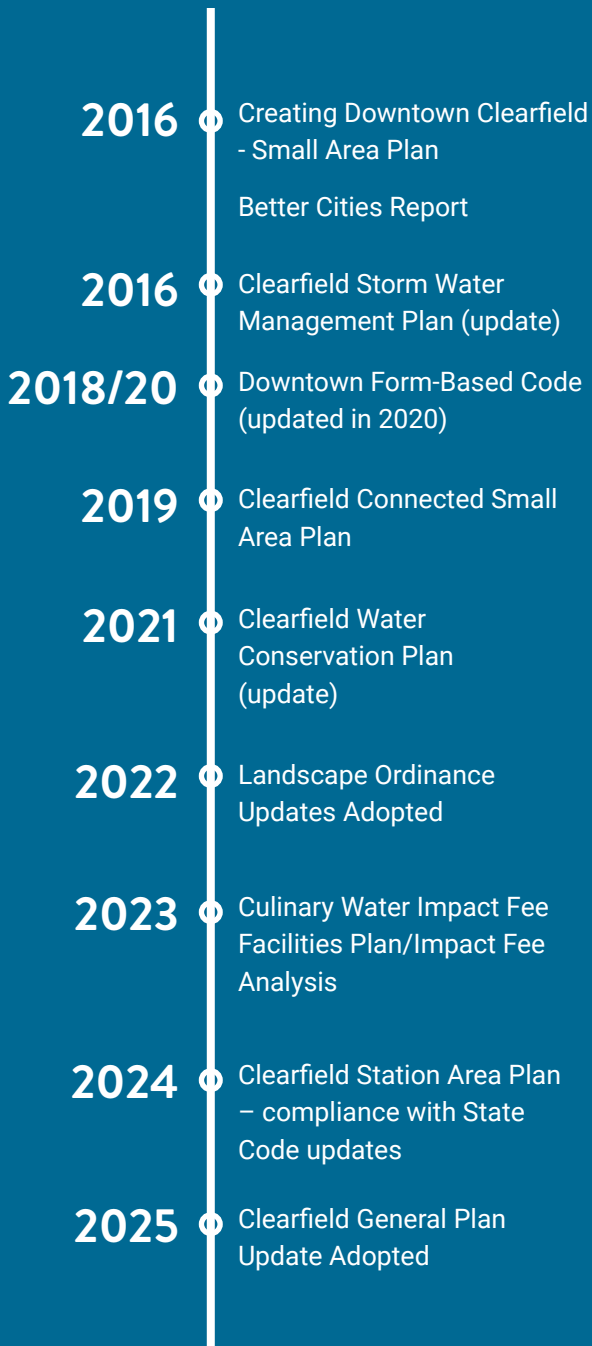 2016
Creating Downtown Clearfield
- Small Area Plan
Better Cities Report
2016
Clearfield Storm Water
Management Plan (update)
2018/20
Downtown Form-Based Code
(updated in 2020)
2019
Clearfield Connected Small
Area Plan
2021
Clearfield Water
Conservation Plan
(update)
2022
Landscape Ordinance
Updates Adopted
2023
Culinary Water Impact Fee
Facilities Plan/Impact Fee
Analysis
2024
Clearfield Station Area Plan
– compliance with State
Code updates
2025
Clearfield General Plan
Update Adopted